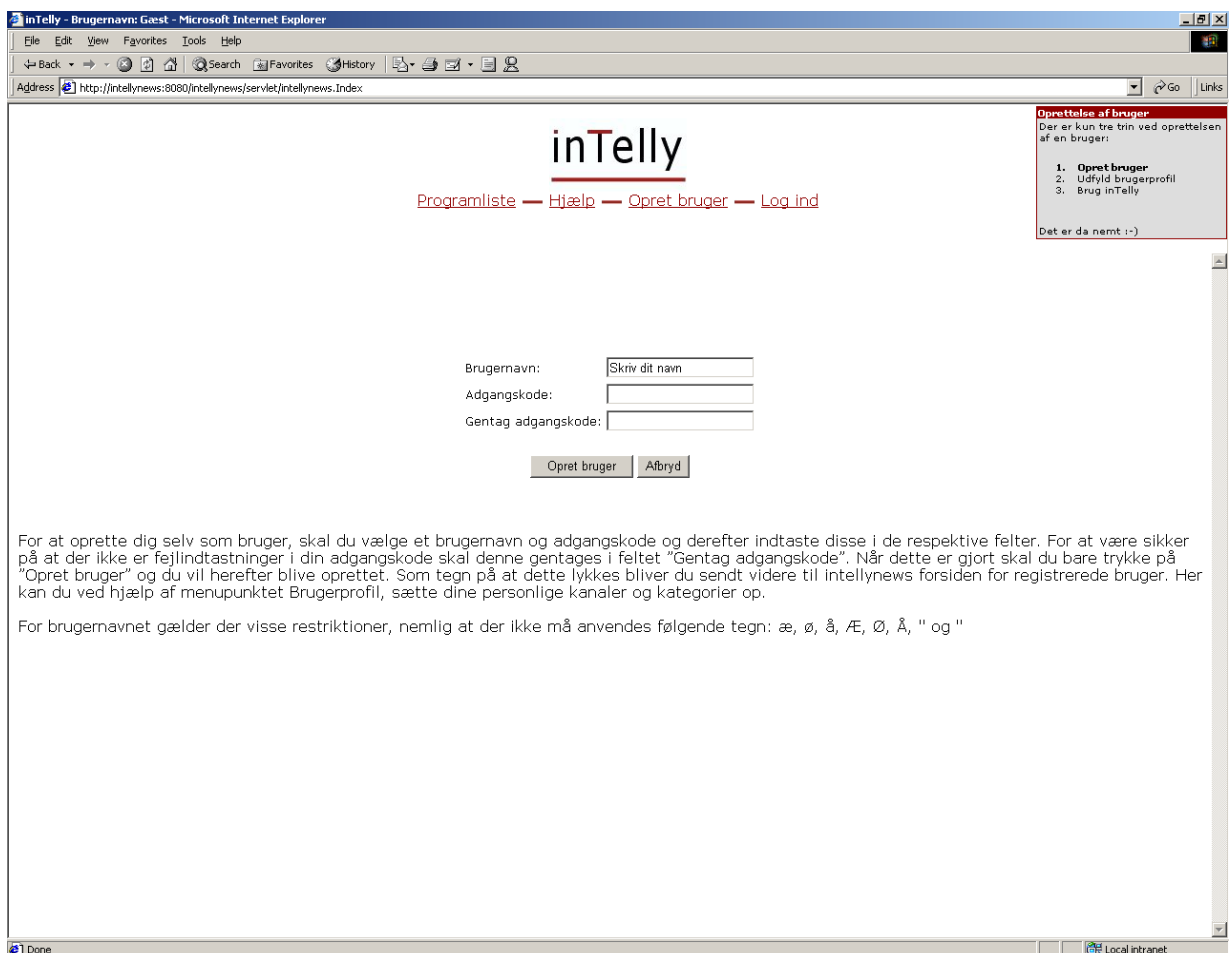 inTelly - Brugernavn: Gæst - Microsoft Internet Explorer
File Edit View Favorites Tools Help
Back Search Favorites History
Address http://intellynews:8080/intellynews/servlet/intellynews.Index Go Links
inTelly
Programliste — Hjælp — Opret bruger — Log ind
Oprettelse af bruger
Der er kun tre trin ved oprettelsen
af en bruger:
1. Opret bruger
2. Udfyld brugerprofil
3. Brug inTelly
Det er da nemt :-)
Brugernavn: Skriv dit navn
Adgangskode:
Gentag adgangskode:
Opret bruger Afbryd
For at oprette dig selv som bruger, skal du vælge et brugernavn og adgangskode og derefter indtaste disse i de respektive felter. For at være sikker
på at der ikke er fejlindtastninger i din adgangskode skal denne gentages i feltet ”Gentag adgangskode”. Når dette er gjort skal du bare trykke på
”Opret bruger” og du vil herefter blive oprettet. Som tegn på at dette lykkes bliver du sendt videre til intellynews forsiden for registrerede bruger. Her
kan du ved hjælp af menupunktet Brugerprofil, sætte dine personlige kanaler og kategorier op.
For brugernavnet gælder der visse restriktioner, nemlig at der ikke må anvendes følgende tegn: æ, ø, å, Æ, Ø, Å, " og "
Done Local intranet